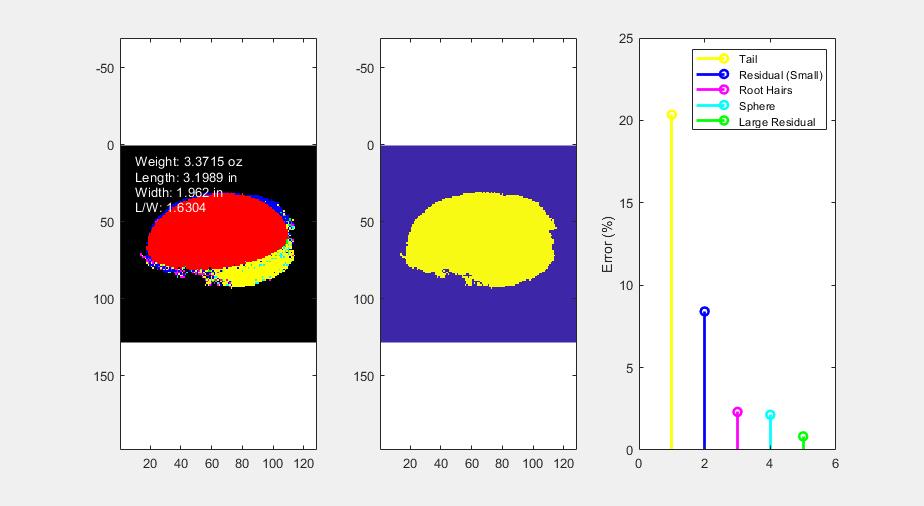 -50
0
50
100
150
20 40 60 80 100 120
Weight: 3.3715 oz
Length: 3.1989 in
Width: 1.962 in
L/W: 1.6304
-50
0
50
100
150
20 40 60 80 100 120
Error (%)
25
20
15
10
5
0
0 2 4 6
Tail
Residual (Small)
Root Hairs
Sphere
Large Residual